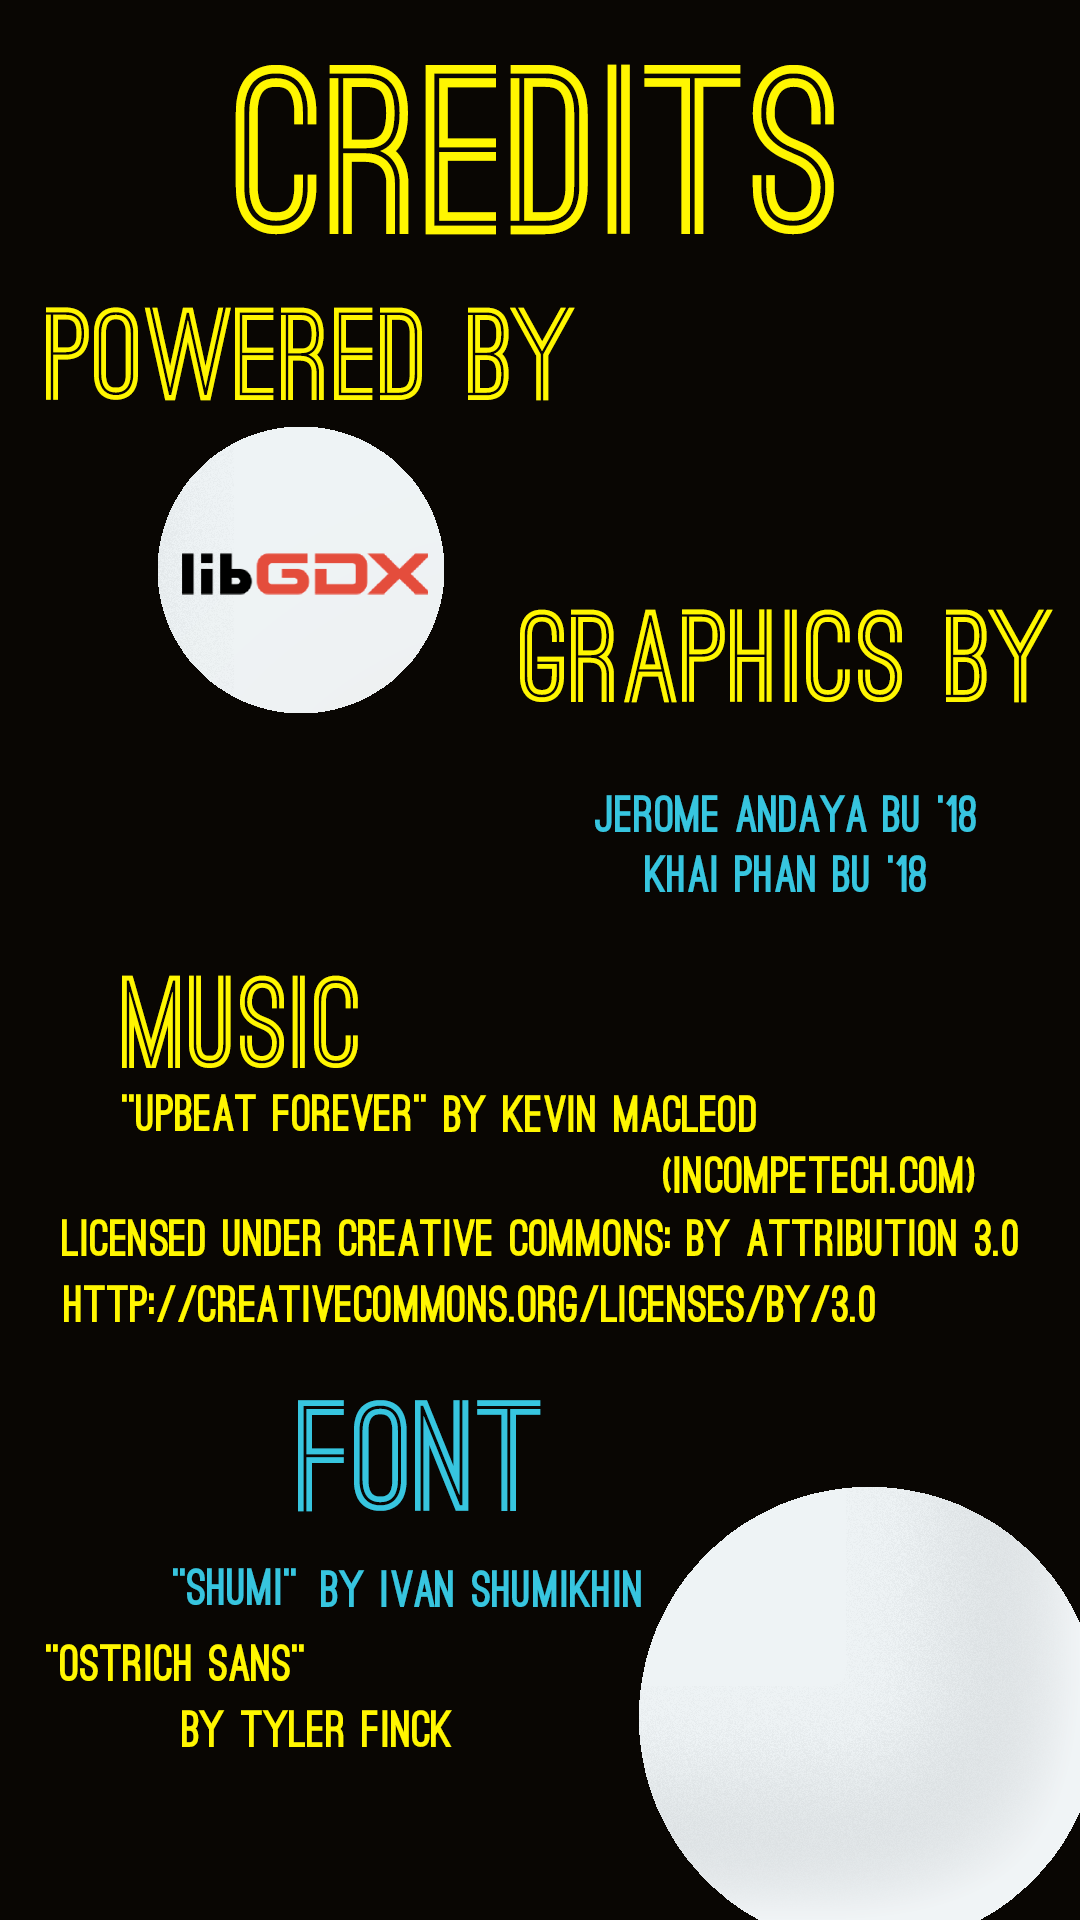 CREDITS
POWERED BY
libGDX
GRAPHICS BY
JEROME ANDAYA BU '18
KHAI PHAN BU '18
MUSIC
"UPBEAT FOREVER" BY KEVIN MACLEOD
(INCOMPETECH.COM)
LICENSED UNDER CREATIVE COMMONS: BY ATTRIBUTION 3.0
HTTP://CREATIVECOMMONS.ORG/LICENSES/BY/3.0
FONT
"SHUMI" BY IVAN SHUMIKHIN
"OSTRICH SANS"
BY TYLER FINCK